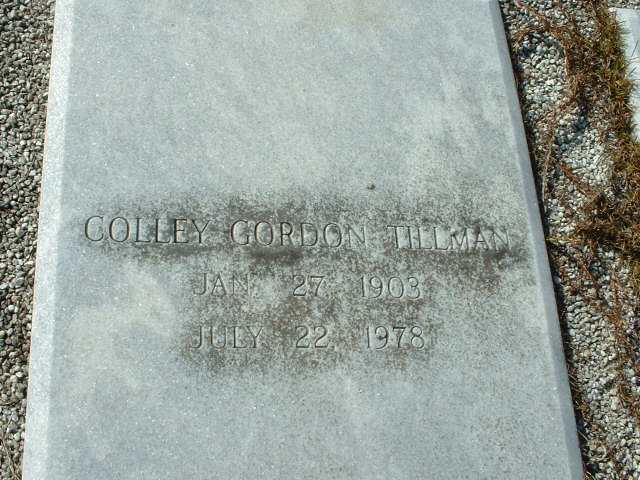 COLLEY GORDON TILLMAN
JAN. 27 1903
JULY 22, 1978